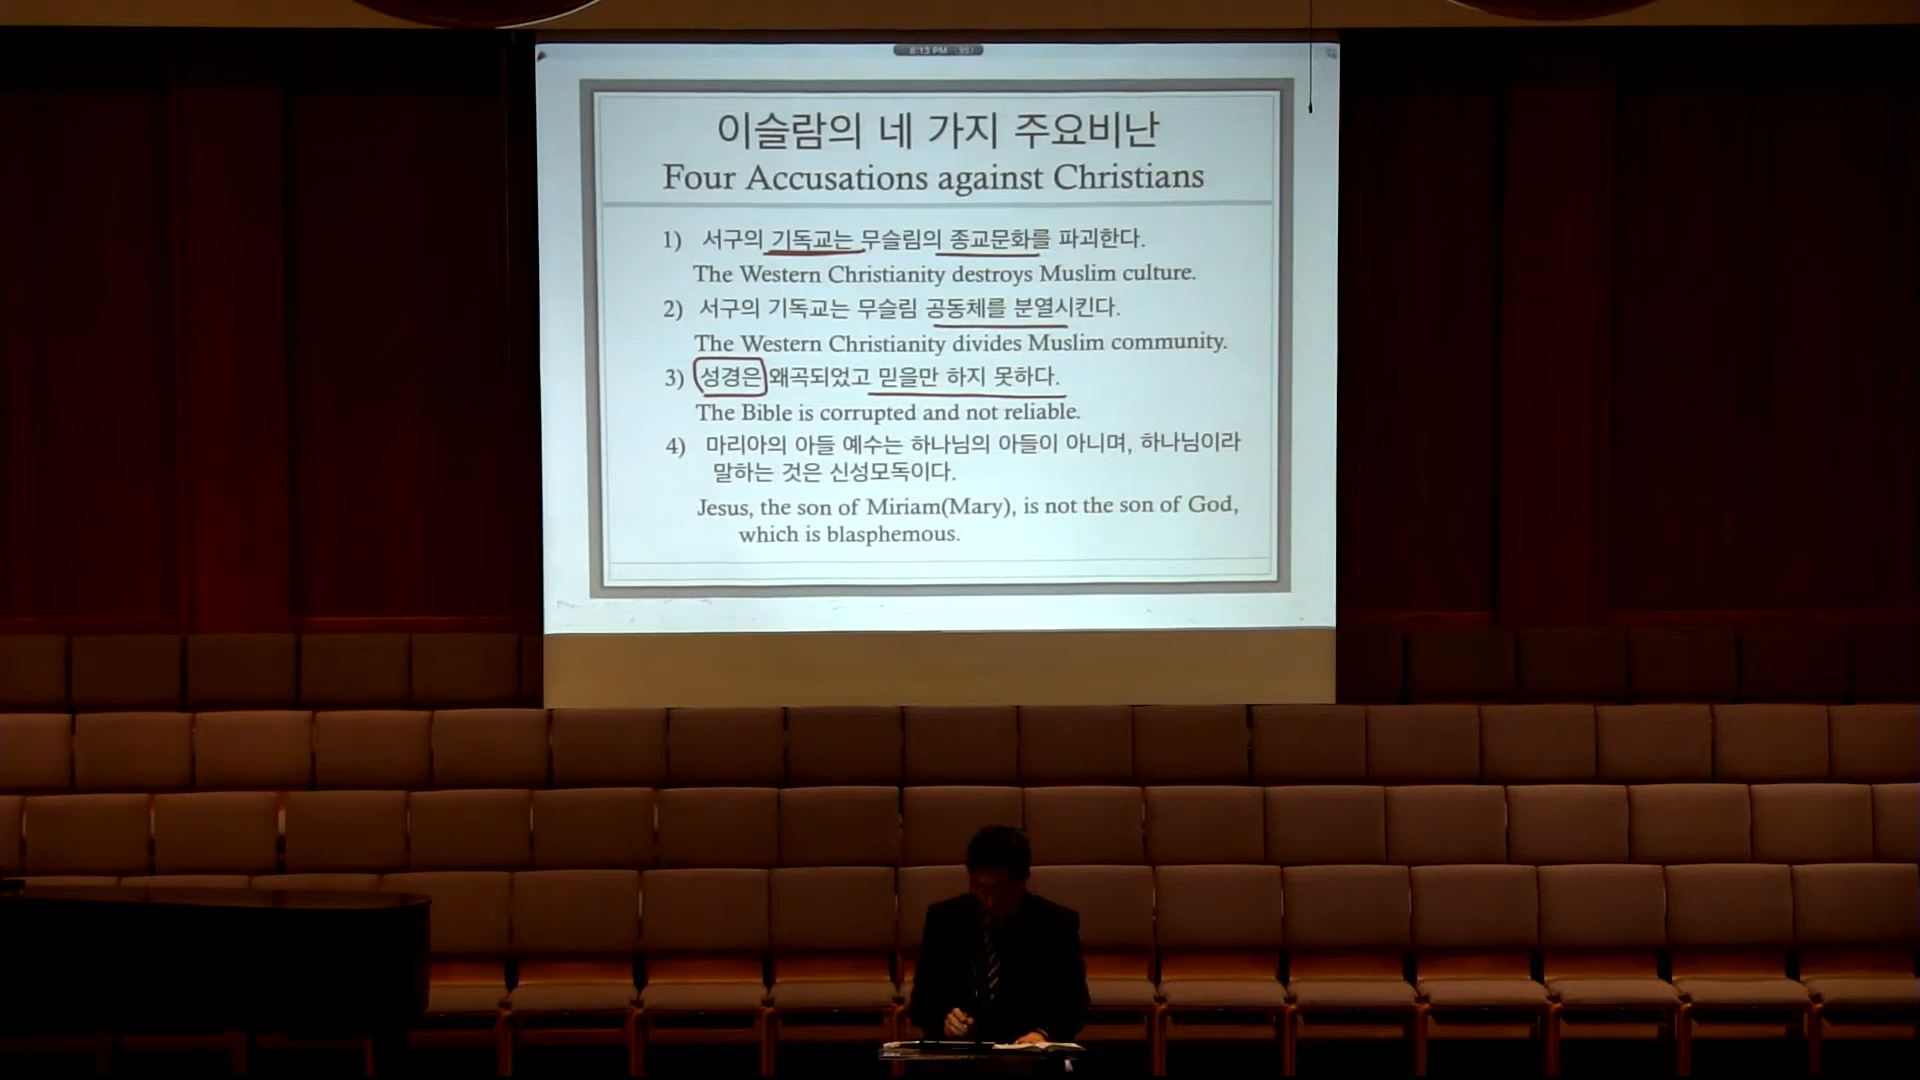 8:13 PM
이슬람의 네 가지 주요비난
Four Accusations against Christians
1) 서구의 기독교는 무슬림의 종교문화를 파괴한다.
The Western Christianity destroys Muslim culture.
2) 서구의 기독교는 무슬림 공동체를 분열시킨다.
The Western Christianity divides Muslim community.
3) 성경은 왜곡되었고 믿을만 하지 못하다.
The Bible is corrupted and not reliable.
4) 마리아의 아들 예수는 하나님의 아들이 아니며, 하나님이라
말하는 것은 신성모독이다.
Jesus, the son of Miriam(Mary), is not the son of God,
which is blasphemous.